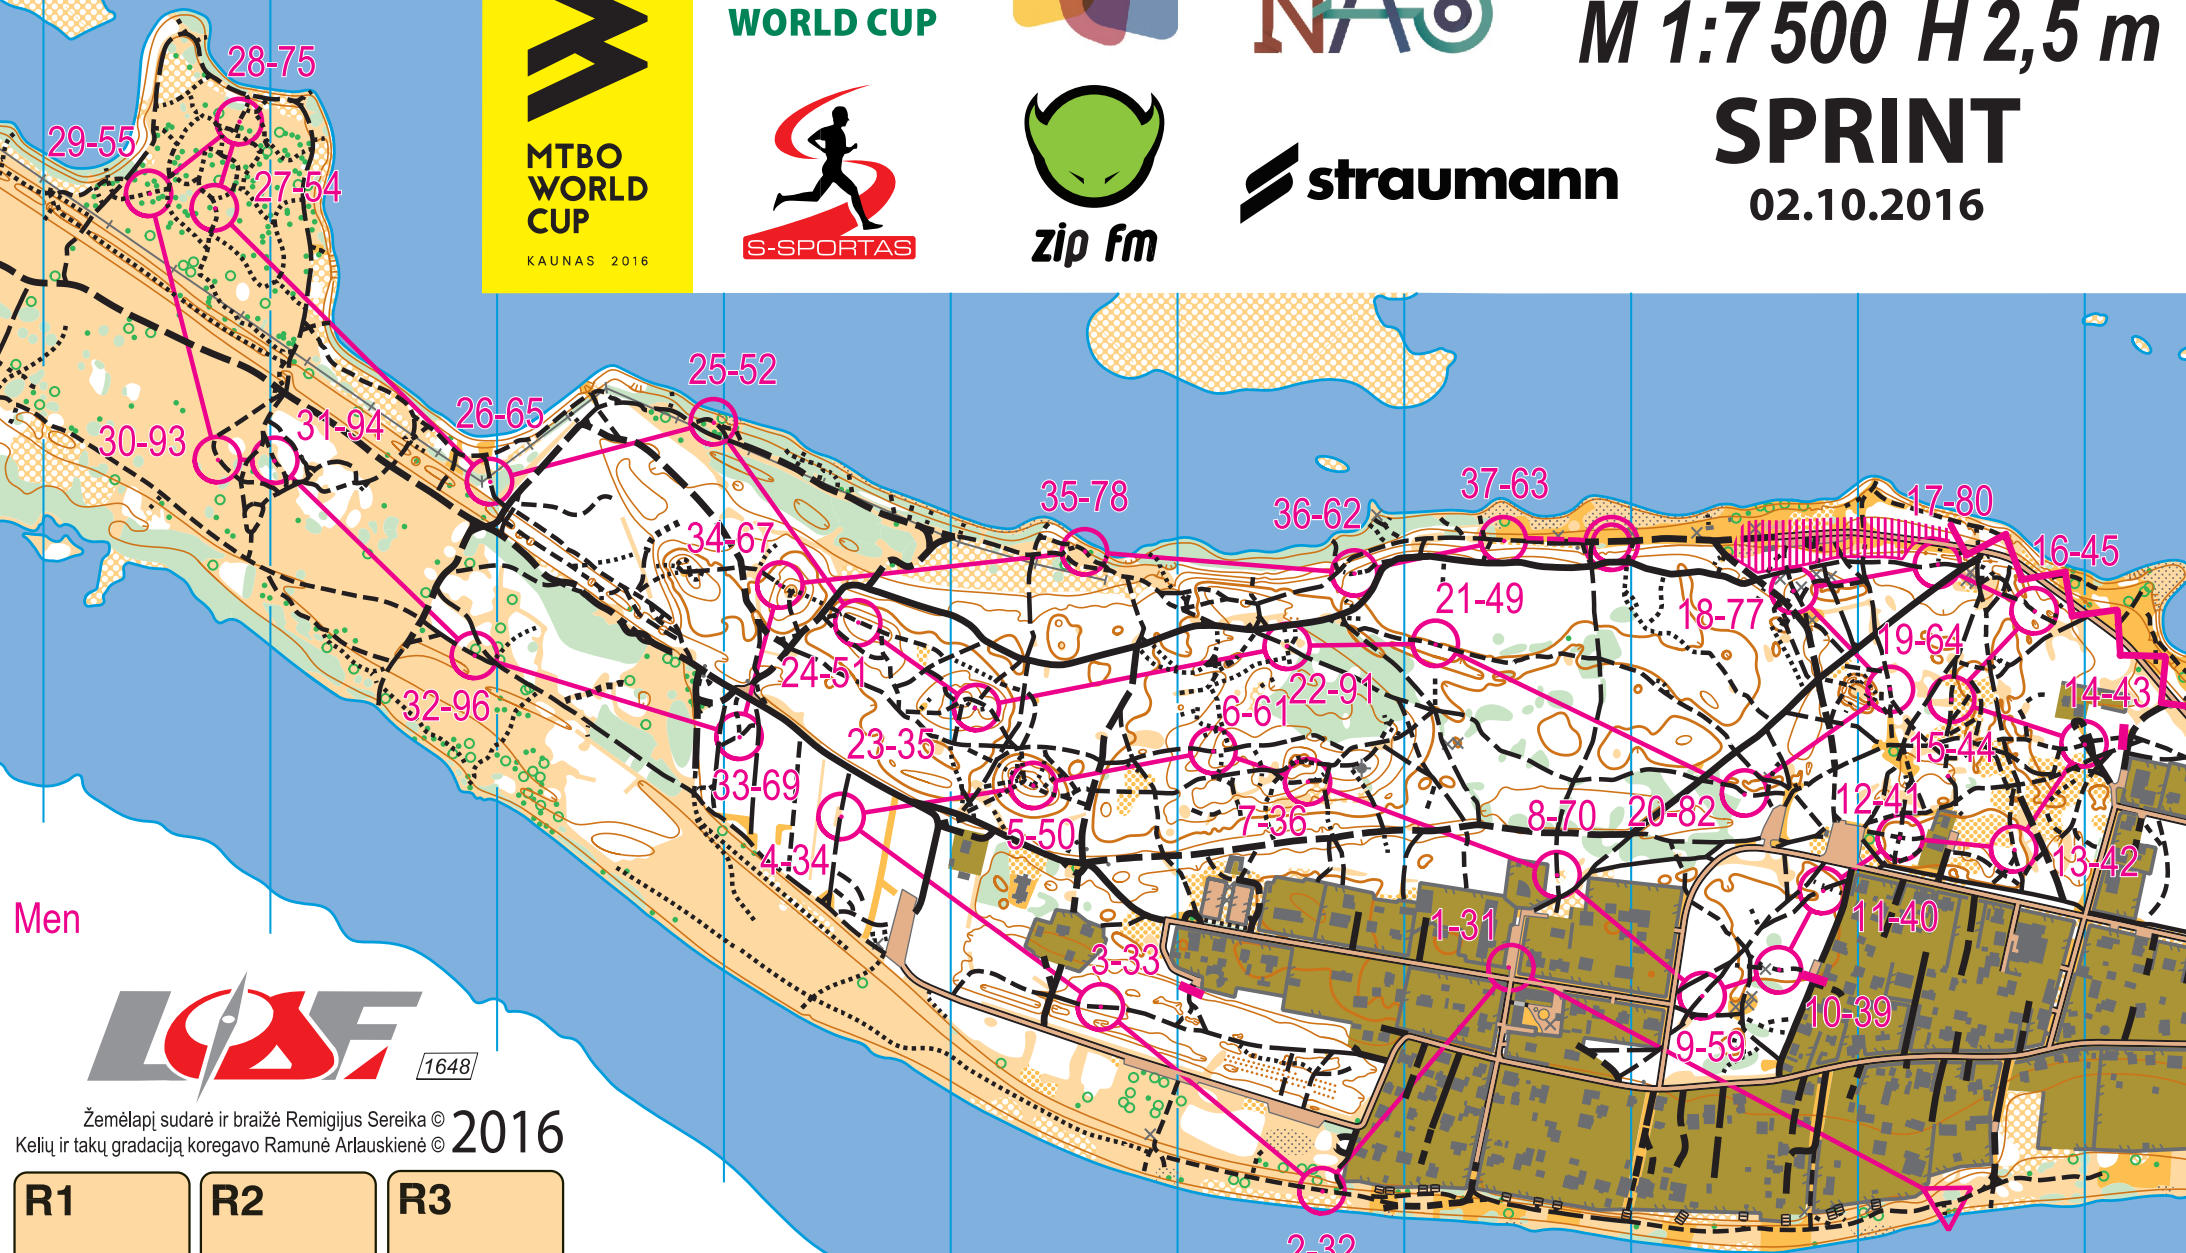 WORLD CUP
NAO
M 1:7 500 H 2,5 m
SPRINT
02.10.2016
MTBO
WORLD
CUP
KAUNAS 2016
S-SPORTAS
zip fm
straumann
28-75
29-55
27-54
25-52
26-65
31-94
30-93
34-67
35-78
36-62
37-63
17-80
16-45
21-49
18-77
19-64
24-51
22-91
14-43
32-96
6-61
23-35
15-44
33-69
12-41
5-50
7-36
8-70
20-82
4-34
13-42
Men
3-33
1-31
11-40
10-39
9-59
LOSF
1648
Žemėlapį sudarė ir braižė Remigijus Sereika ©
Kelių ir takų gradaciją koregavo Ramunė Arlauskienė ©
2016
R1
R2
R3
2-32